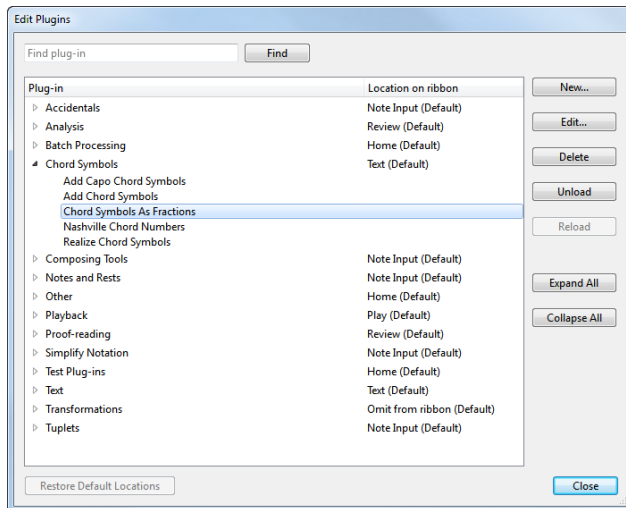 Edit Plugins
Find plug-in Find
Plug-in Location on ribbon New...
Accidentals Note Input (Default)
Analysis Review (Default) Edit...
Batch Processing Home (Default)
Chord Symbols Text (Default) Delete
Add Capo Chord Symbols
Add Chord Symbols Unload
Chord Symbols As Fractions
Nashville Chord Numbers Reload
Realize Chord Symbols
Composing Tools Note Input (Default)
Notes and Rests Note Input (Default) Expand All
Other Home (Default)
Playback Play (Default) Collapse All
Proof-reading Review (Default)
Simplify Notation Note Input (Default)
Test Plug-ins Home (Default)
Text Text (Default)
Transformations Omit from ribbon (Default)
Tuplets Note Input (Default)
Restore Default Locations Close